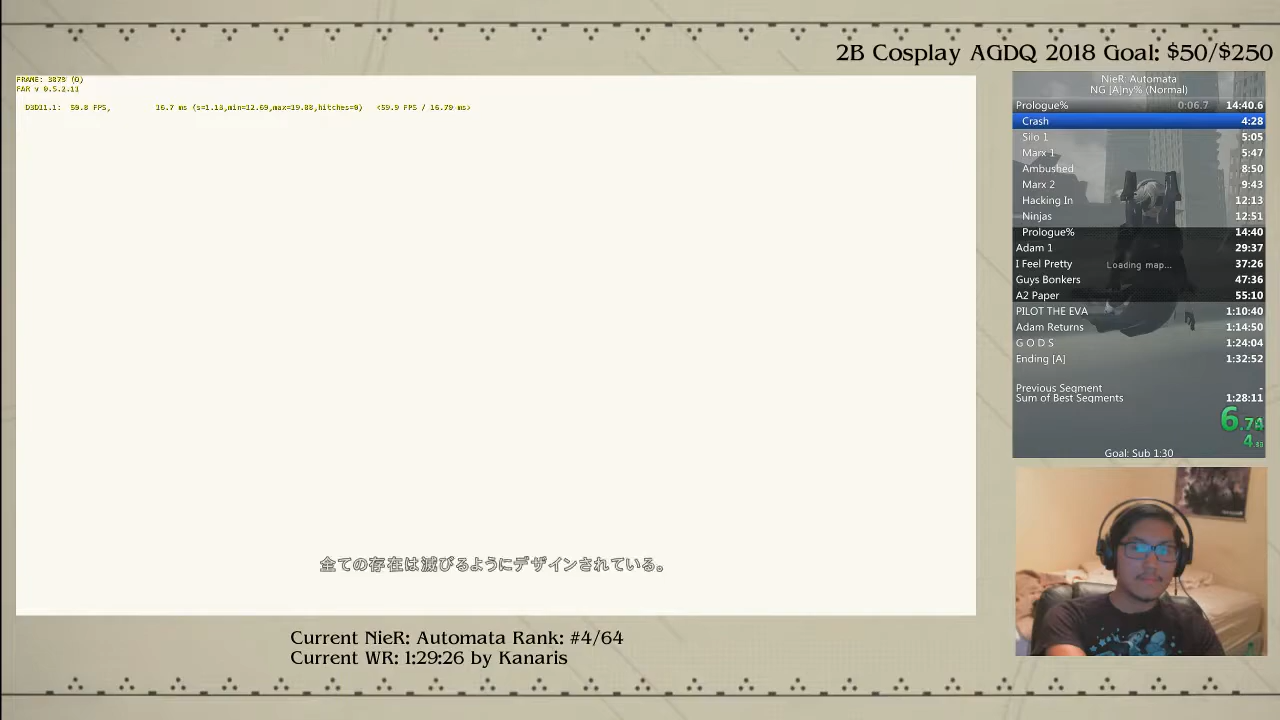 2B Cosplay AGDQ 2018 Goal: $50/$250
FRAME: 3873 (0)
FAR v 0.5.2.11
D3D11.1: 59.8 FPS, 16.7 ms (s=1.13,min=12.69,max=19.88,hitches=0) <59.9 FPS / 16.70 ms>
全ての存在は滅びるようにデザインされている。
NieR: Automata
NG [A]ny% (Normal)
Prologue% 0:06.7 14:40.6
Crash 4:28
Silo 1 5:05
Marx 1 5:47
Ambushed 8:50
Marx 2 9:43
Hacking In 12:13
Ninjas 12:51
Prologue% 14:40
Adam 1 29:37
I Feel Pretty 37:26
Loading map...
Guys Bonkers 47:36
A2 Paper 55:10
PILOT THE EVA 1:10:40
Adam Returns 1:14:50
G O D S 1:24:04
Ending [A] 1:32:52
Previous Segment -
Sum of Best Segments 1:28:11
6.74
Goal: Sub 1:30
Current NieR: Automata Rank: #4/64
Current WR: 1:29:26 by Kanaris